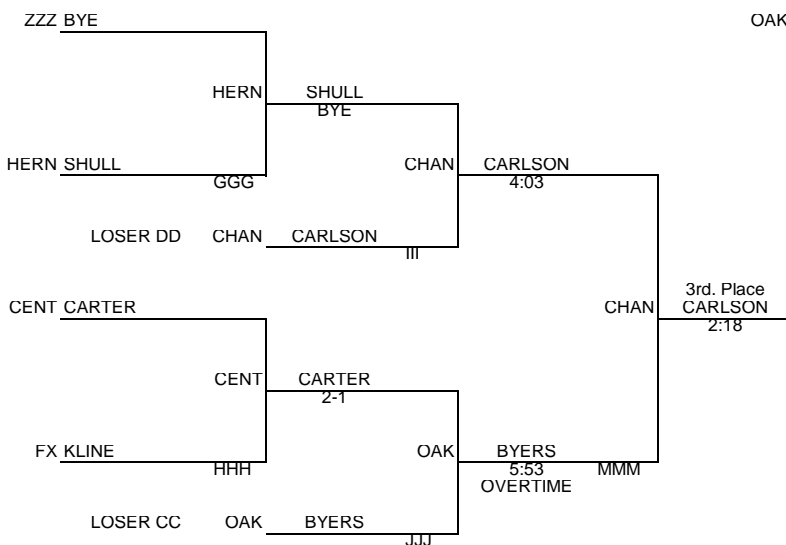 ZZZ BYE
OAK
HERN SHULL
BYE
HERN SHULL
GGG
CHAN CARLSON
4:03
LOSER DD CHAN CARLSON
III
CENT CARTER
3rd. Place
CHAN CARLSON
2:18
CENT CARTER
2-1
FX KLINE
HHH
OAK BYERS
5:53 MMM
OVERTIME
LOSER CC OAK BYERS
JJJ